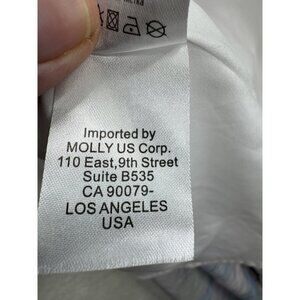 Imported by
MOLLY US Corp.
110 East,9th Street
Suite B535
CA 90079-
LOS ANGELES
USA